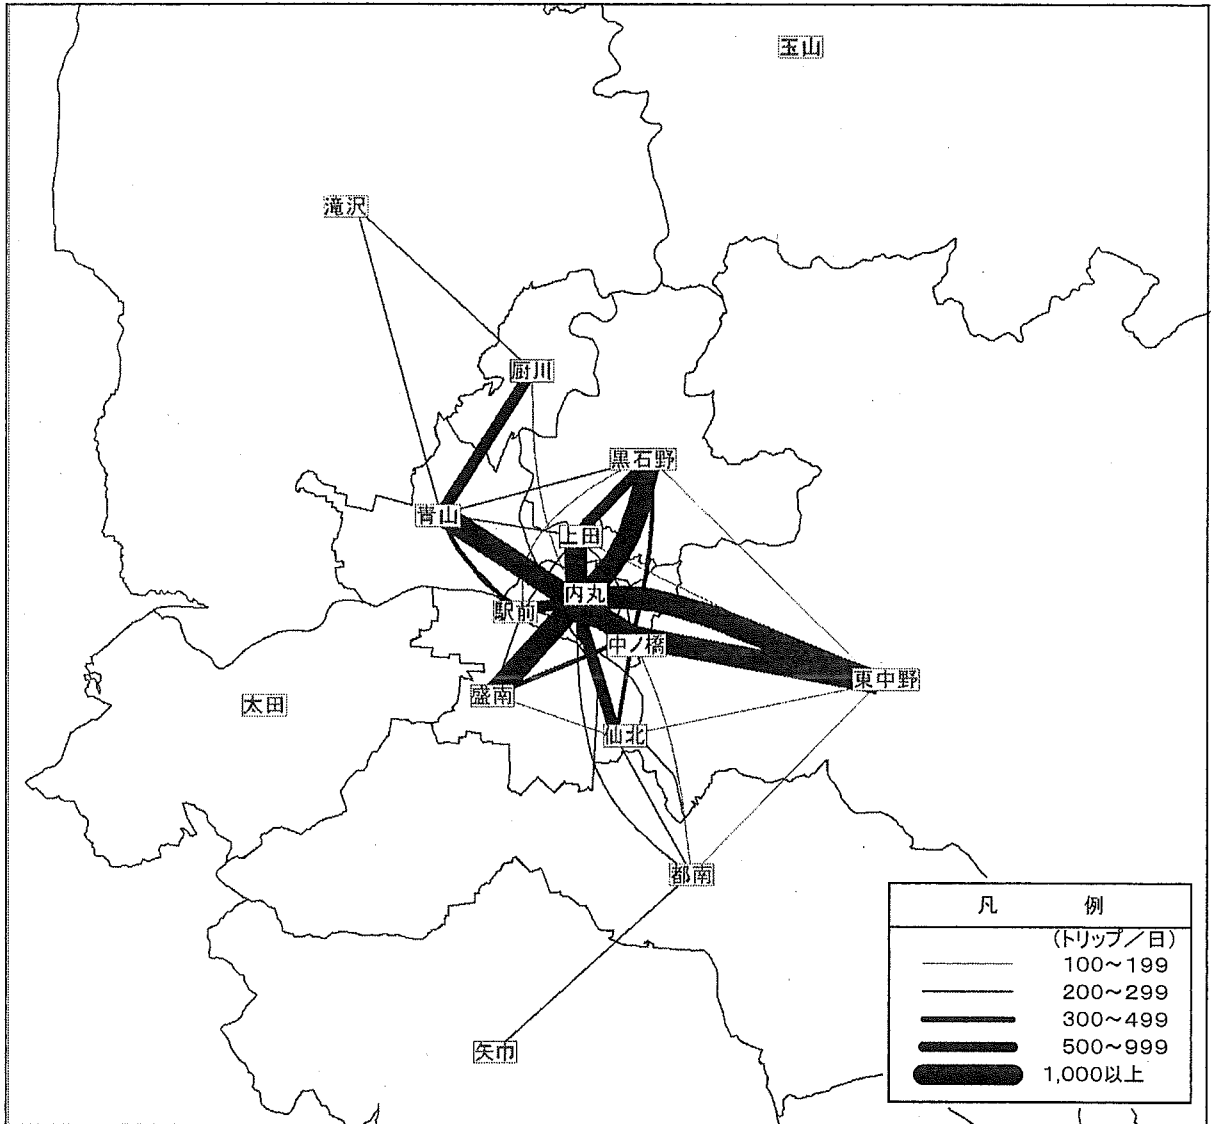 玉山
滝沢
厨川
黒石野
青山
上田
内丸
駅前
中ノ橋
東中野
盛南
太田
仙北
都南
矢巾
凡 例
(トリップ/日)
100～199
200～299
300～499
500～999
1,000以上